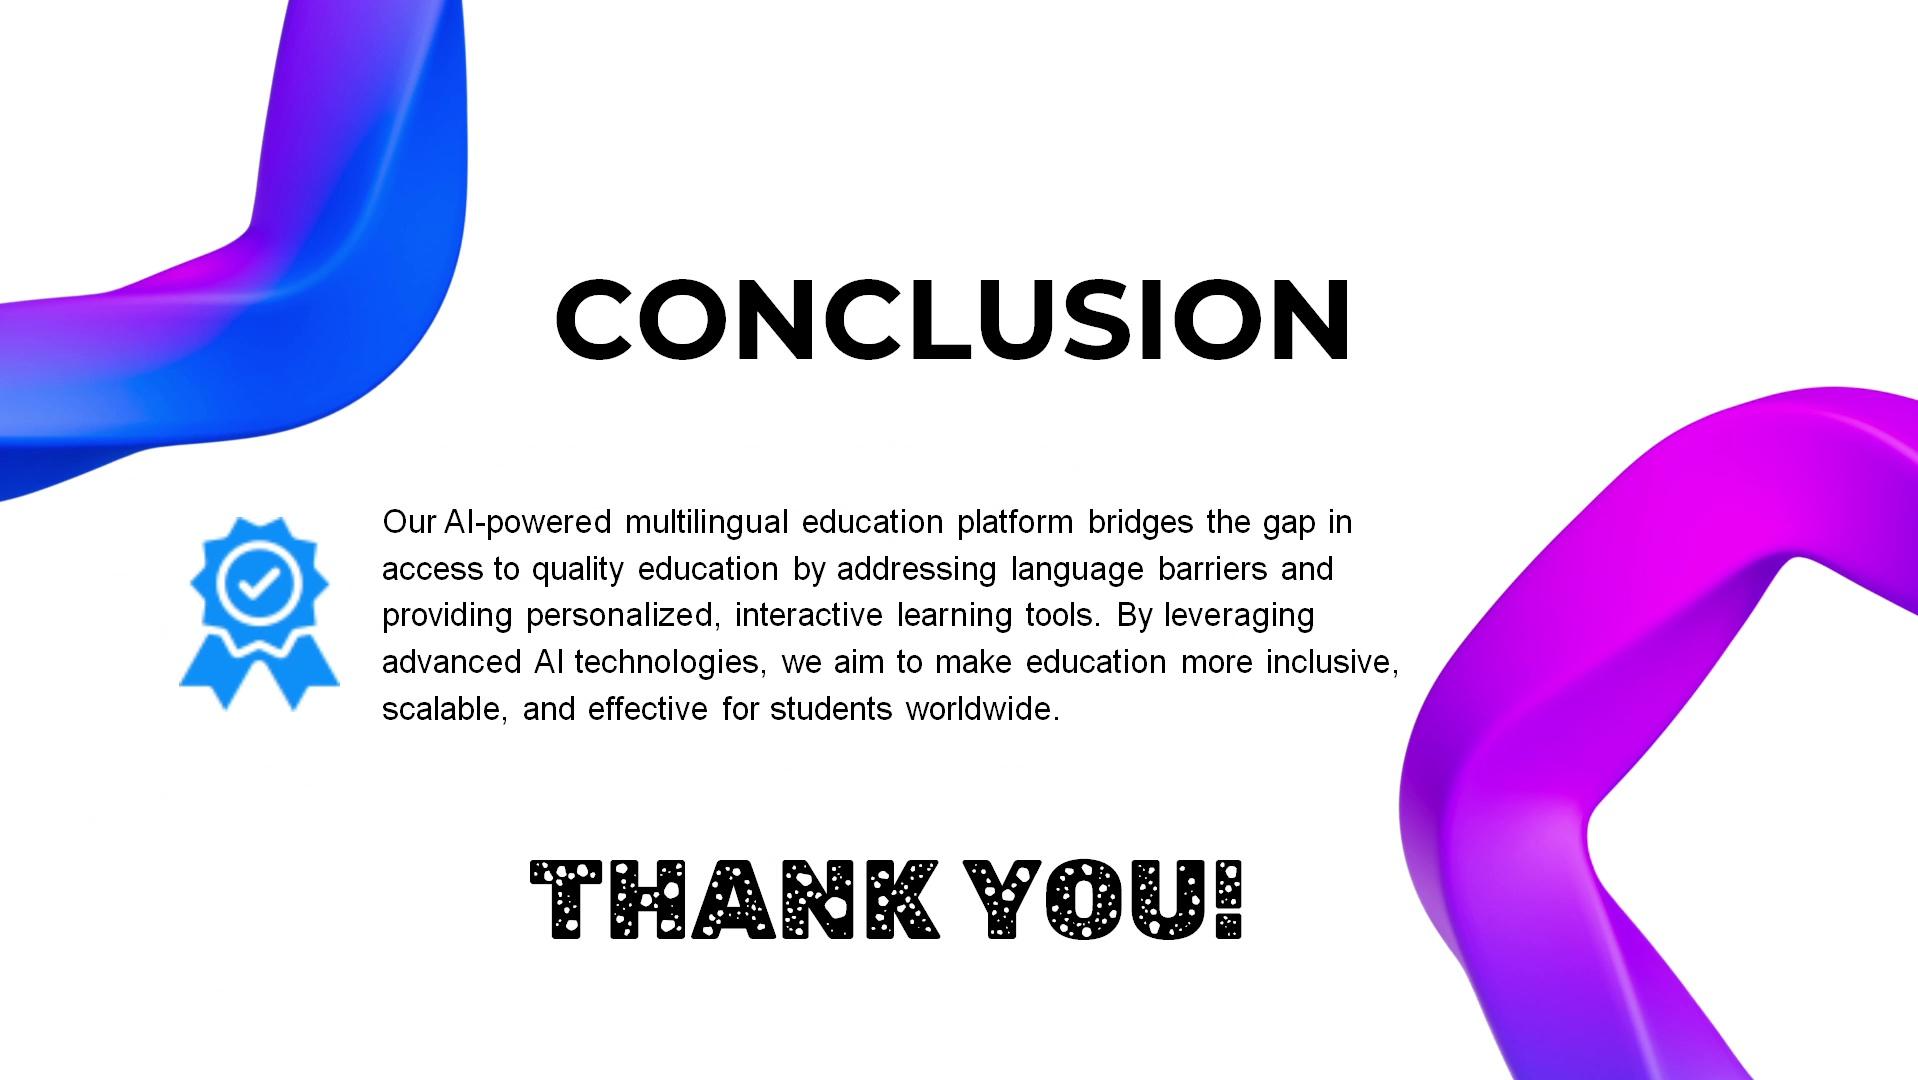 CONCLUSION
Our AI-powered multilingual education platform bridges the gap in
access to quality education by addressing language barriers and
providing personalized, interactive learning tools. By leveraging
advanced AI technologies, we aim to make education more inclusive,
scalable, and effective for students worldwide.
THANK YOU!